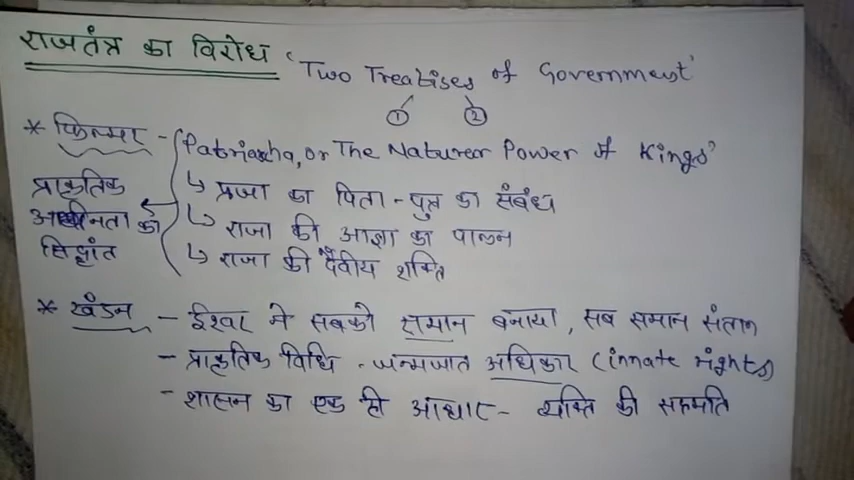 राजतंत्र का विरोध 'Two Treatises of Government'
① ②
* फिल्मर - 'Patriarcha, or The Naturer Power of Kings'
↳ प्रजा का पिता - पुत्र का संबंध
↳ राजा की आज्ञा का पालन
↳ राजा की दैवीय शक्ति
प्राकृतिक
अधीनता का
सिद्धांत
* खंडन - ईश्वर ने सबको समान बनाया, सब समान संतान
- प्राकृतिक विधि - जन्मजात अधिकार (innate rights)
- शासन का एक ही आधार - व्यक्ति की सहमति